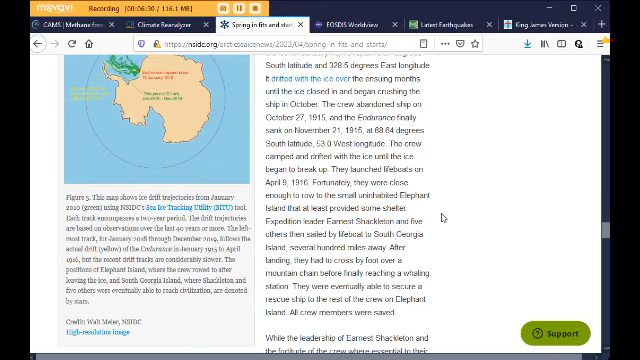 movavi
Recording 00:06:30 / 116.1 MB
CAMS | Methane fore
Climate Reanalyzer
Spring in fits and starts
EOSDIS Worldview
Latest Earthquakes
King James Version
https://nsidc.org/arcticseaicenews/2022/04/spring-in-fits-and-starts/
South latitude and 328.5 degrees East longitude
It drifted with the ice over the ensuing months
until the ice closed in and began crushing the
ship in October. The crew abandoned ship on
October 27, 1915, and the Endurance finally
sank on November 21, 1915, at 68.64 degrees
South latitude, 53.0 West longitude. The crew
camped and drifted with the ice until the ice
began to break up. They launched lifeboats on
April 9, 1916. Fortunately, they were close
enough to row to the small uninhabited Elephant
Island that at least provided some shelter.
Expedition leader Earnest Shackleton and five
others then sailed by lifeboat to South Georgia
Island, several hundred miles away. After
landing, they had to cross by foot over a
mountain chain before finally reaching a whaling
station. They were eventually able to secure a
rescue ship to the rest of the crew on Elephant
Island. All crew members were saved
While the leadership of Earnest Shackleton and
the fortitude of the crew where essential to their
Figure 5. This map shows ice drift trajectories from January
2010 (green) using NSIDC's Sea Ice Tracking Utility (SITU) tool.
Each track encompasses a two-year period. The drift trajectories
are based on observations over the last 40 years or more. The left-
most track, for January 2018 through December 2019, follows the
actual drift (yellow) of the Endurance in January 1915 to April
1916, but the recent drift tracks are considerably slower. The
positions of Elephant Island, where the crew rowed to after
leaving the ice, and South Georgia Island, where Shackleton and
five others were eventually able to reach civilization, are denoted
by stars.
Credit: Walt Meier, NSIDC
High-resolution image
Support